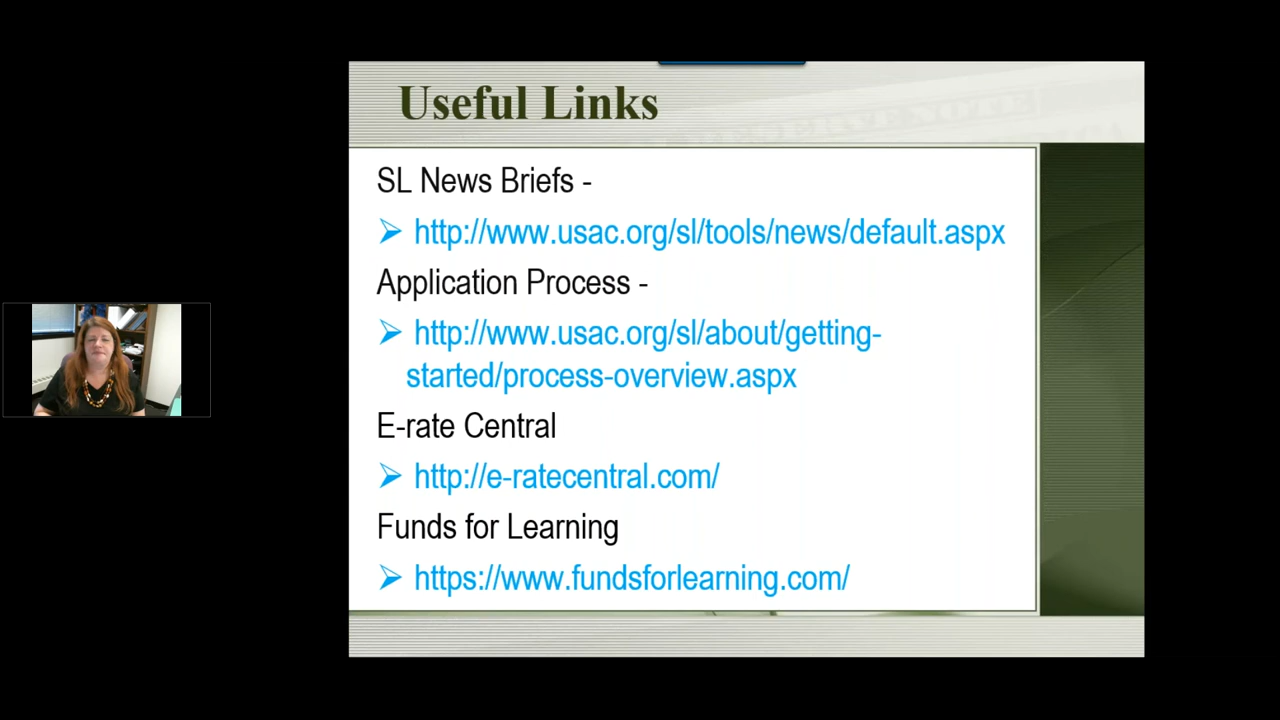 Useful Links
SL News Briefs -
http://www.usac.org/sl/tools/news/default.aspx
Application Process -
http://www.usac.org/sl/about/getting-
started/process-overview.aspx
E-rate Central
http://e-ratecentral.com/
Funds for Learning
https://www.fundsforlearning.com/